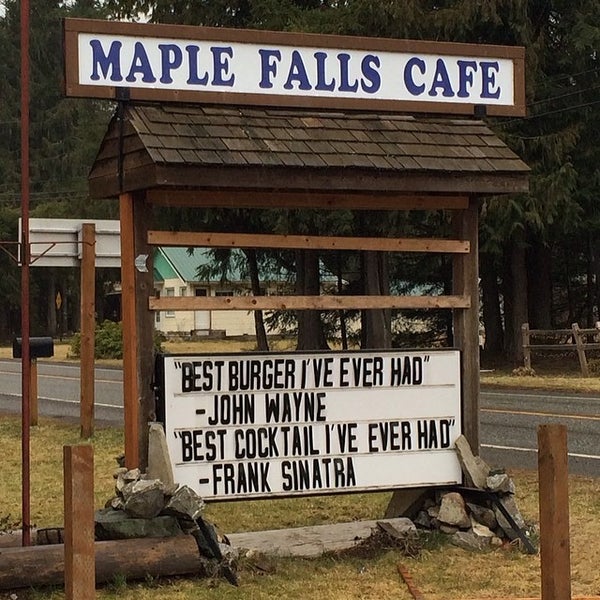 MAPLE FALLS CAFE
"BEST BURGER I'VE EVER HAD"
-JOHN WAYNE
"BEST COCKTAIL I'VE EVER HAD"
-FRANK SINATRA